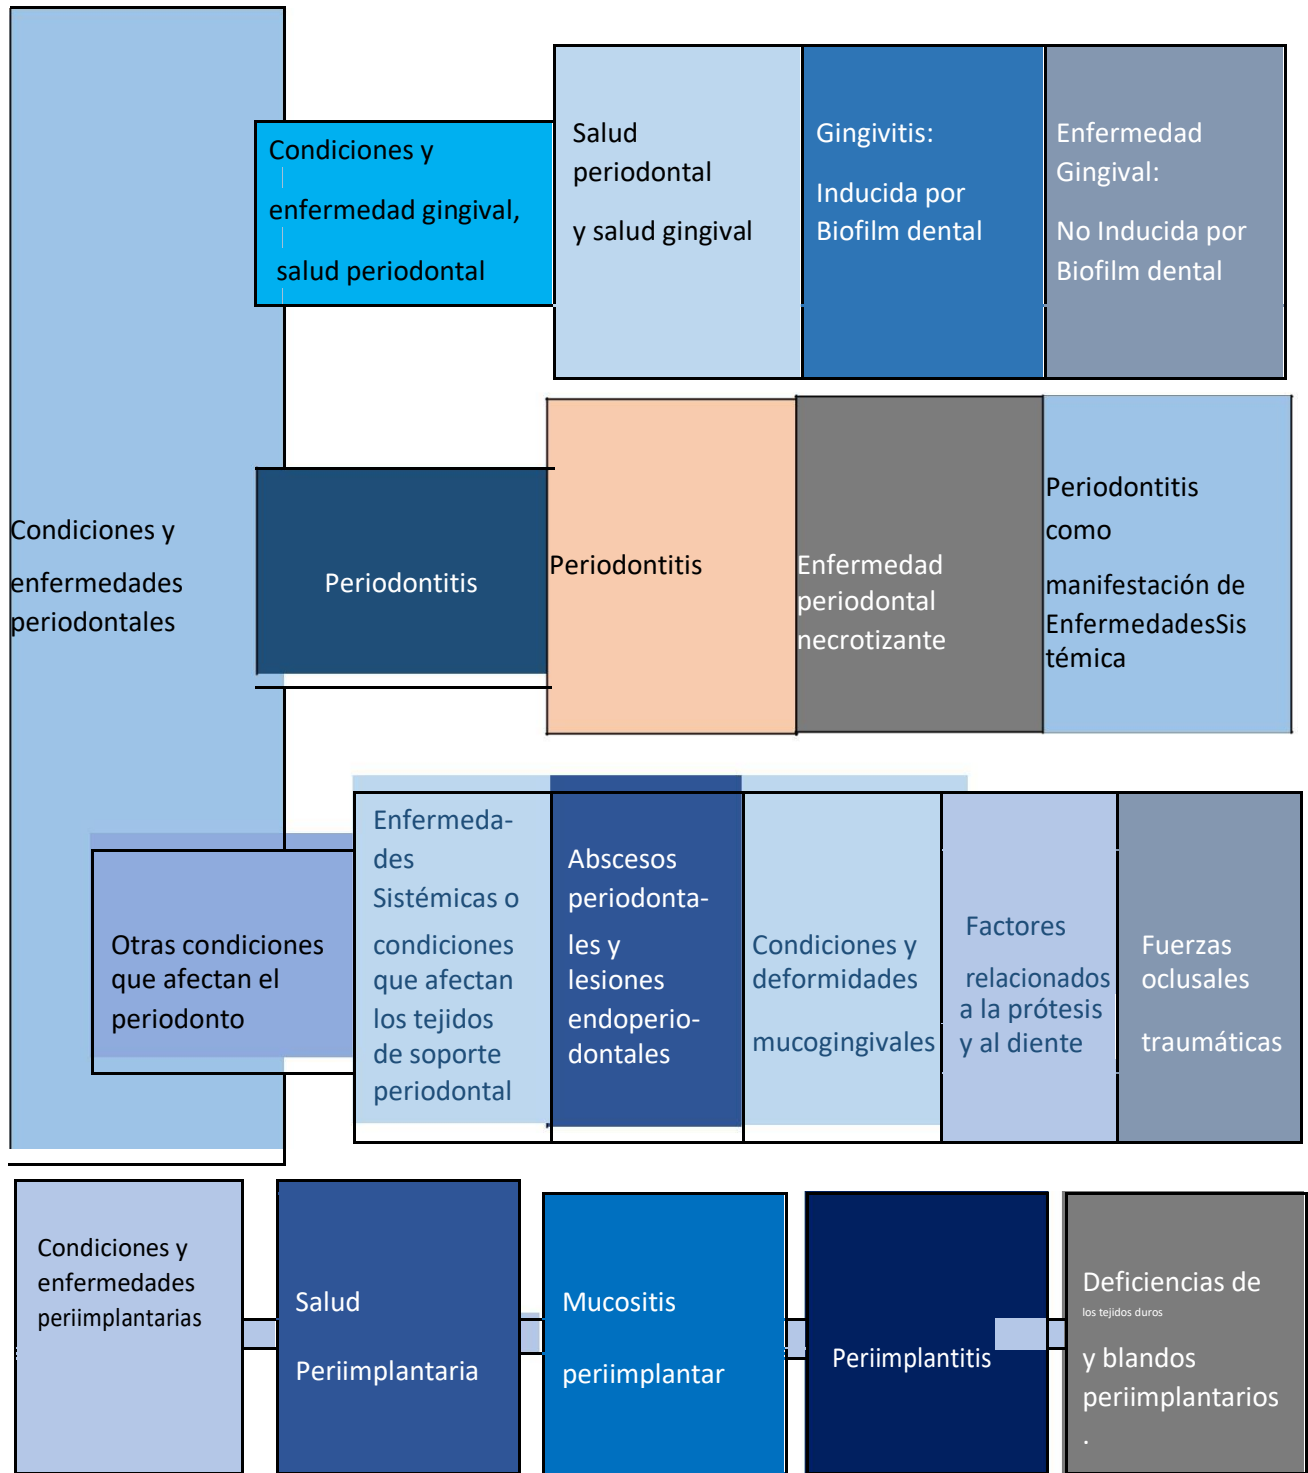 Condiciones y
enfermedad gingival,
salud periodontal
Salud
periodontal
y salud gingival
Gingivitis:
Inducida por
Biofilm dental
Enfermedad
Gingival:
No Inducida por
Biofilm dental
Condiciones y
enfermedades
periodontales
Periodontitis
Periodontitis
Enfermedad
periodontal
necrotizante
Periodontitis
como
manifestación de
EnfermedadesSis
témica
Otras condiciones
que afectan el
periodonto
Enfermeda-
des
Sistémicas o
condiciones
que afectan
los tejidos
de soporte
periodontal
Abscesos
periodonta-
les y
lesiones
endoperio-
dontales
Condiciones y
deformidades
mucogingivales
Factores
relacionados
a la prótesis
y al diente
Fuerzas
oclusales
traumáticas
Condiciones y
enfermedades
periimplantarias
Salud
Periimplantaria
Mucositis
periimplantar
Periimplantitis
Deficiencias de
los tejidos duros
y blandos
periimplantarios
.